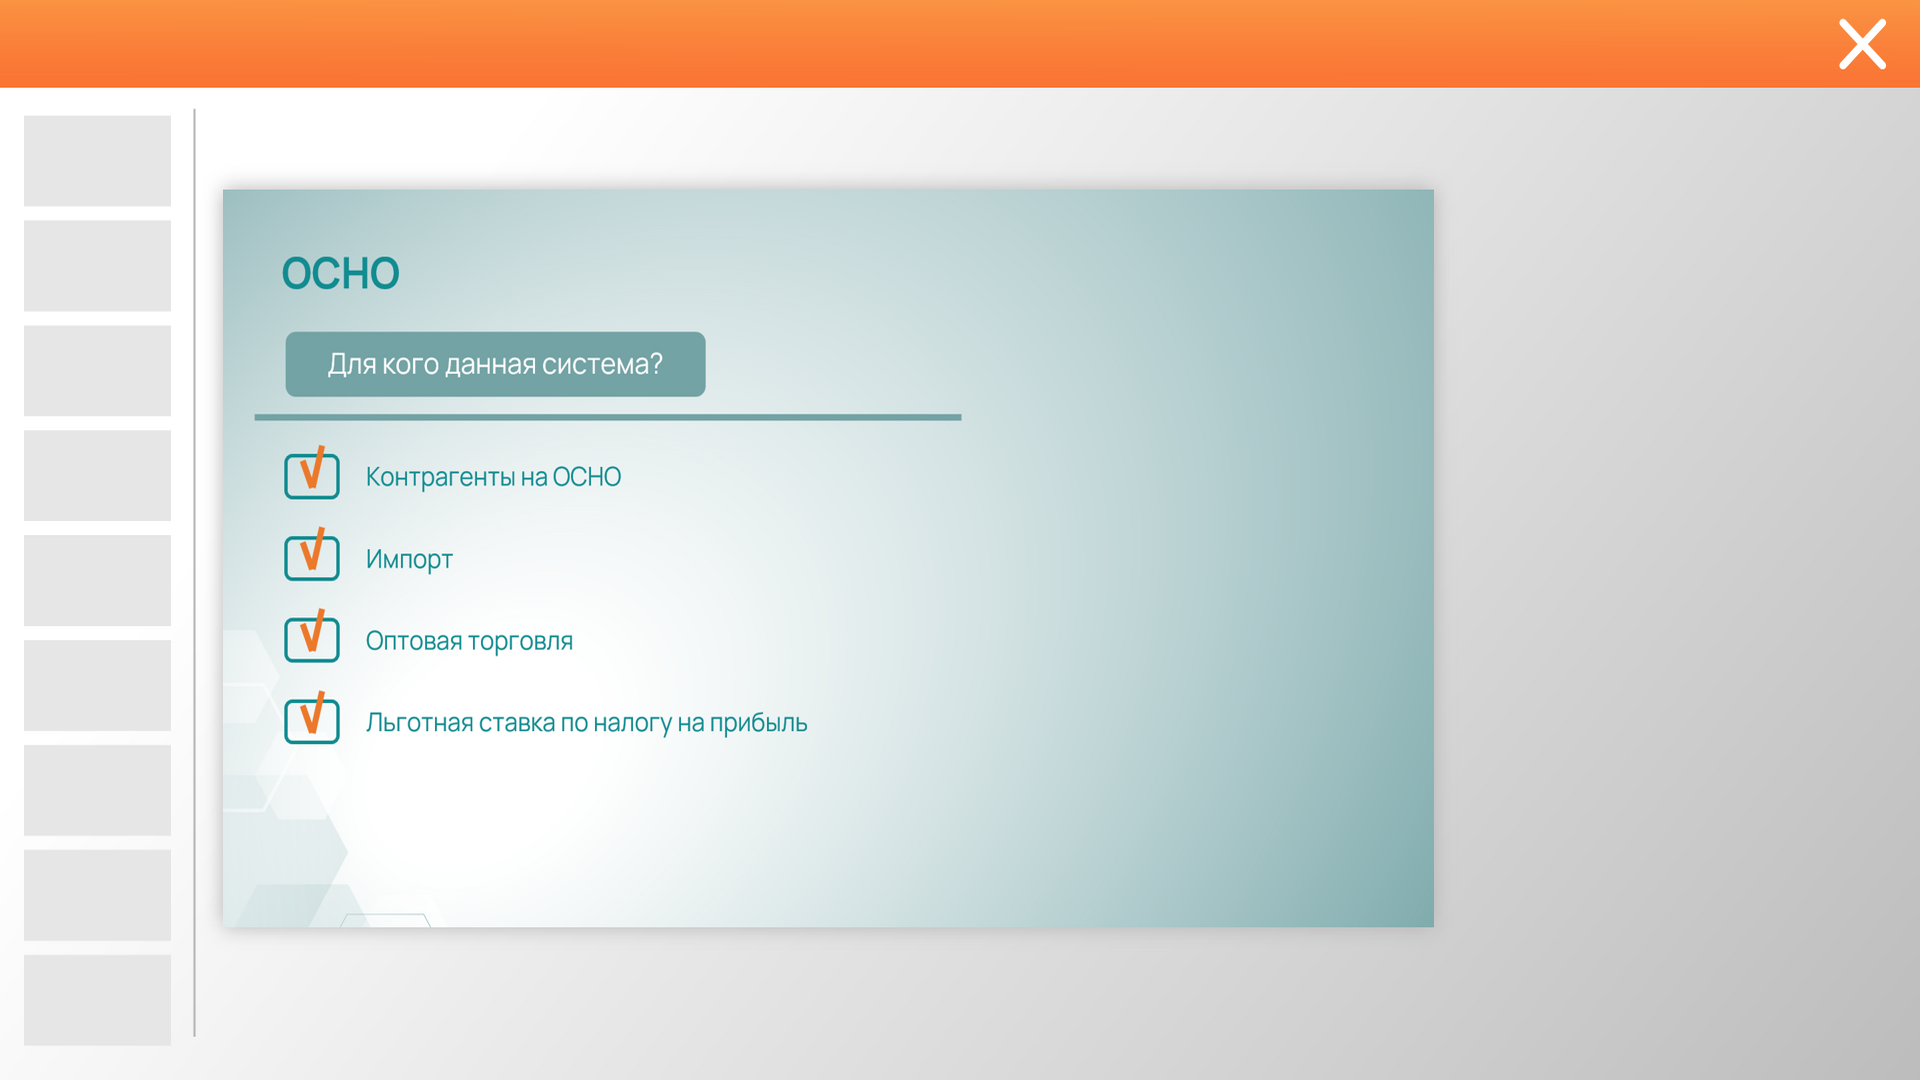 ОСНО
Для кого данная система?
Контрагенты на ОСНО
Импорт
Оптовая торговля
Льготная ставка по налогу на прибыль